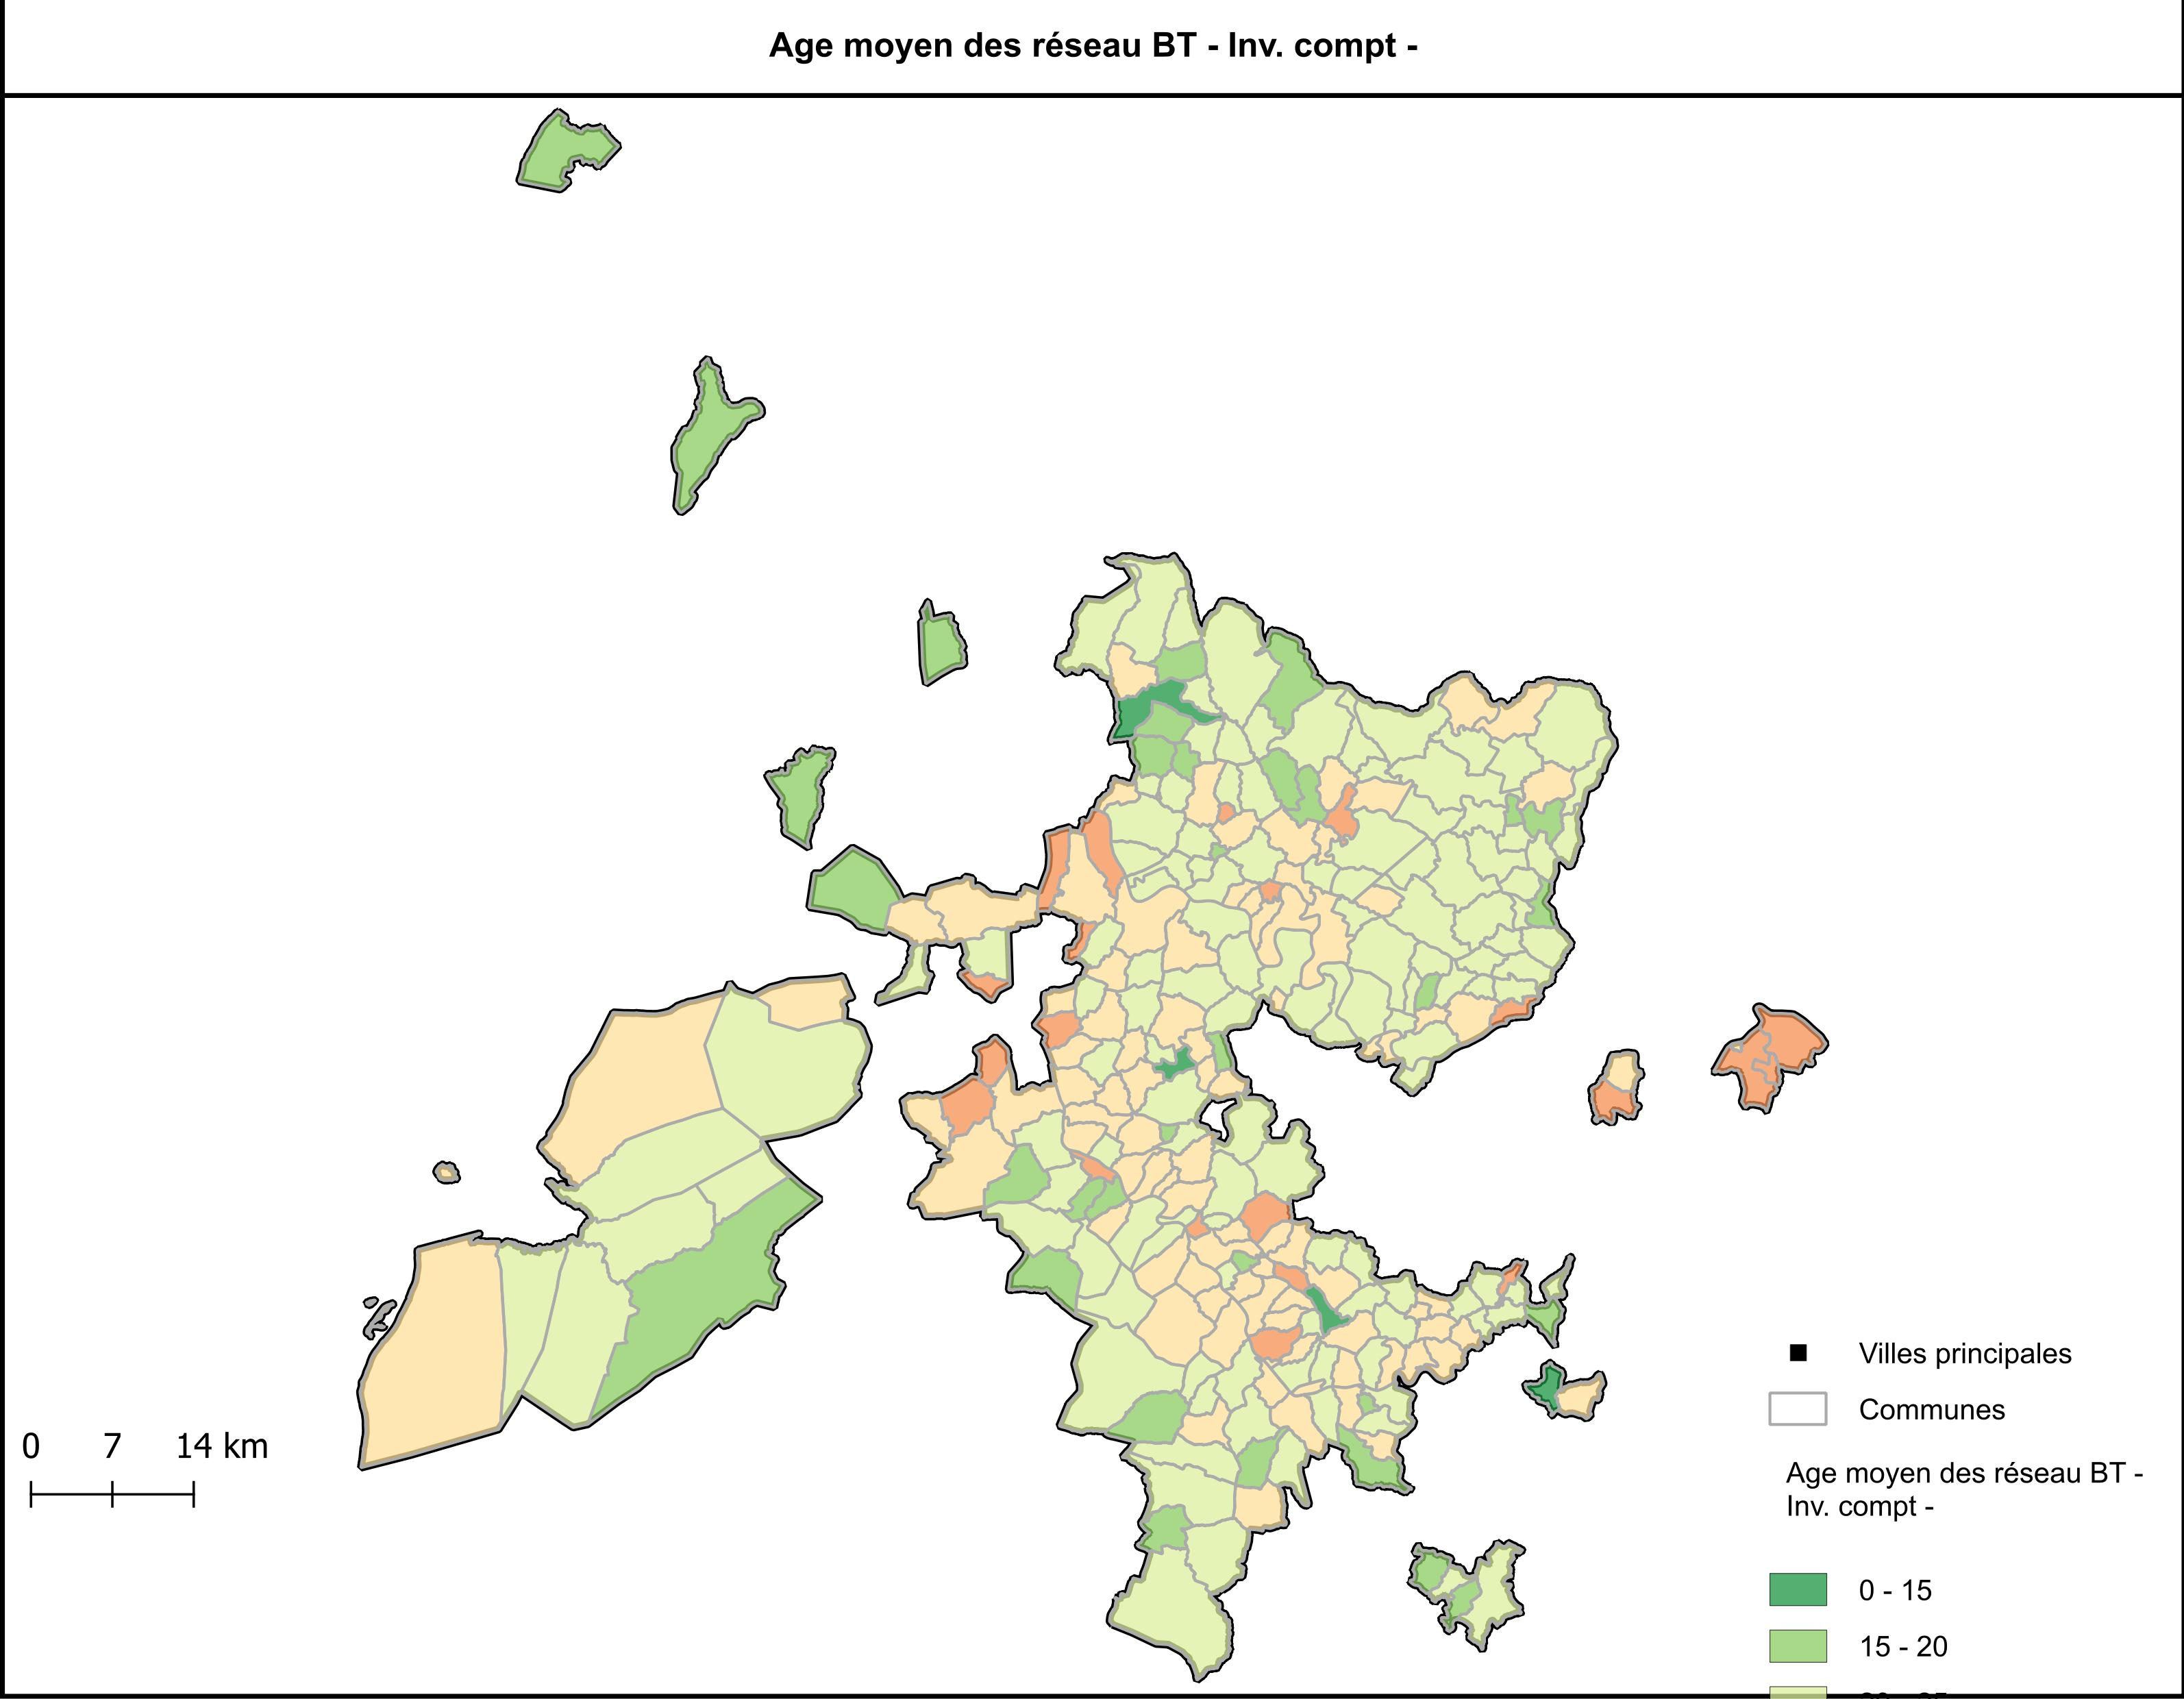 Age moyen des réseau BT - Inv. compt -
0 7 14 km
Villes principales
Communes
Age moyen des réseau BT -
Inv. compt -
0 - 15
15 - 20